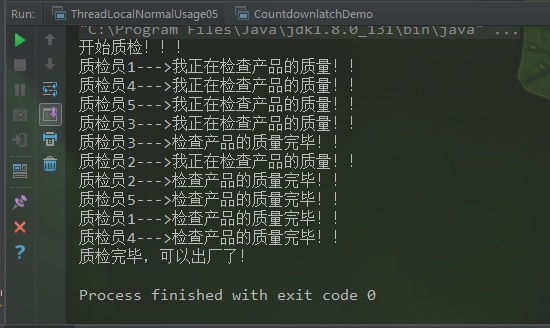 Run: ThreadLocalNormalUsage05 CountdownlatchDemo
"C:\Program Files\Java\jdk1.8.0_131\bin\java" ...
开始质检！！！
质检员1--->我正在检查产品的质量！！
质检员4--->我正在检查产品的质量！！
质检员5--->我正在检查产品的质量！！
质检员3--->我正在检查产品的质量！！
质检员3--->检查产品的质量完毕！！
质检员2--->我正在检查产品的质量！！
质检员2--->检查产品的质量完毕！！
质检员5--->检查产品的质量完毕！！
质检员1--->检查产品的质量完毕！！
质检员4--->检查产品的质量完毕！！
质检完毕，可以出厂了！
Process finished with exit code 0